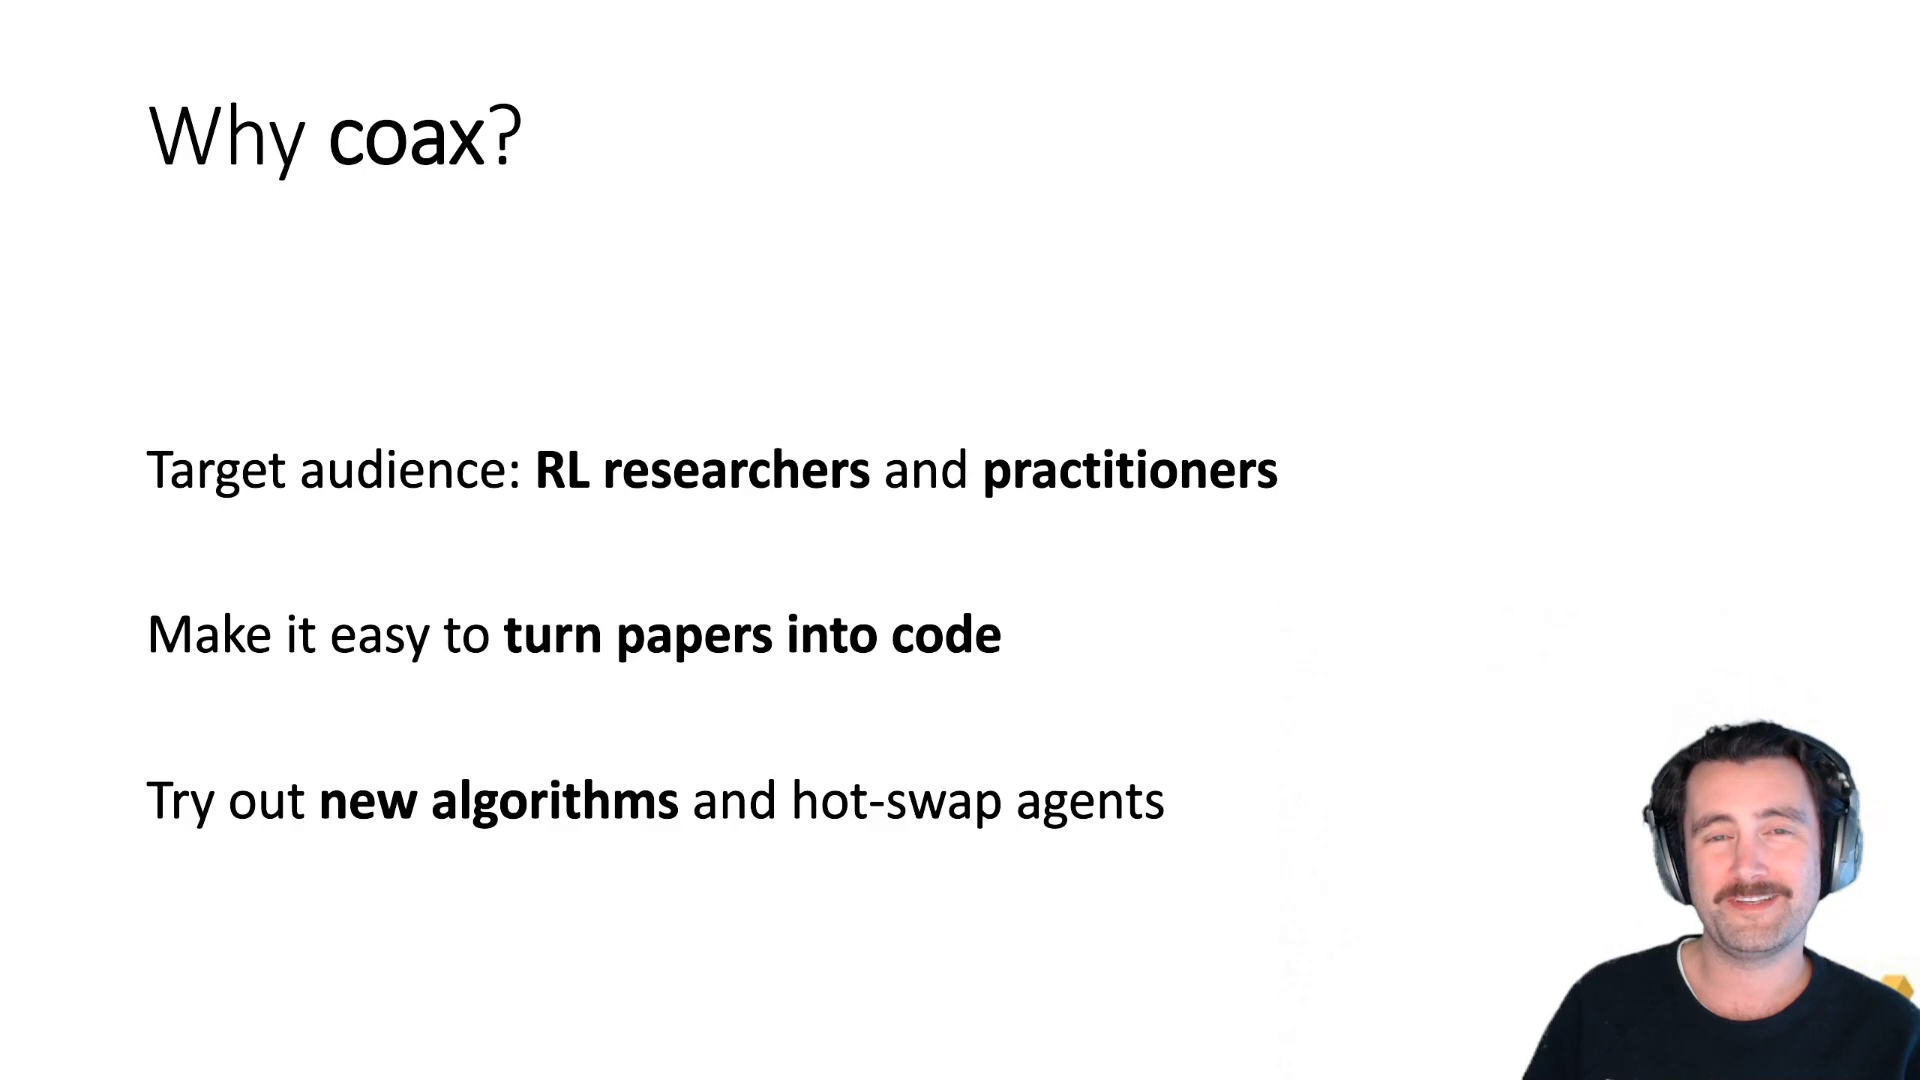 Why coax?
Target audience: RL researchers and practitioners
Make it easy to turn papers into code
Try out new algorithms and hot-swap agents